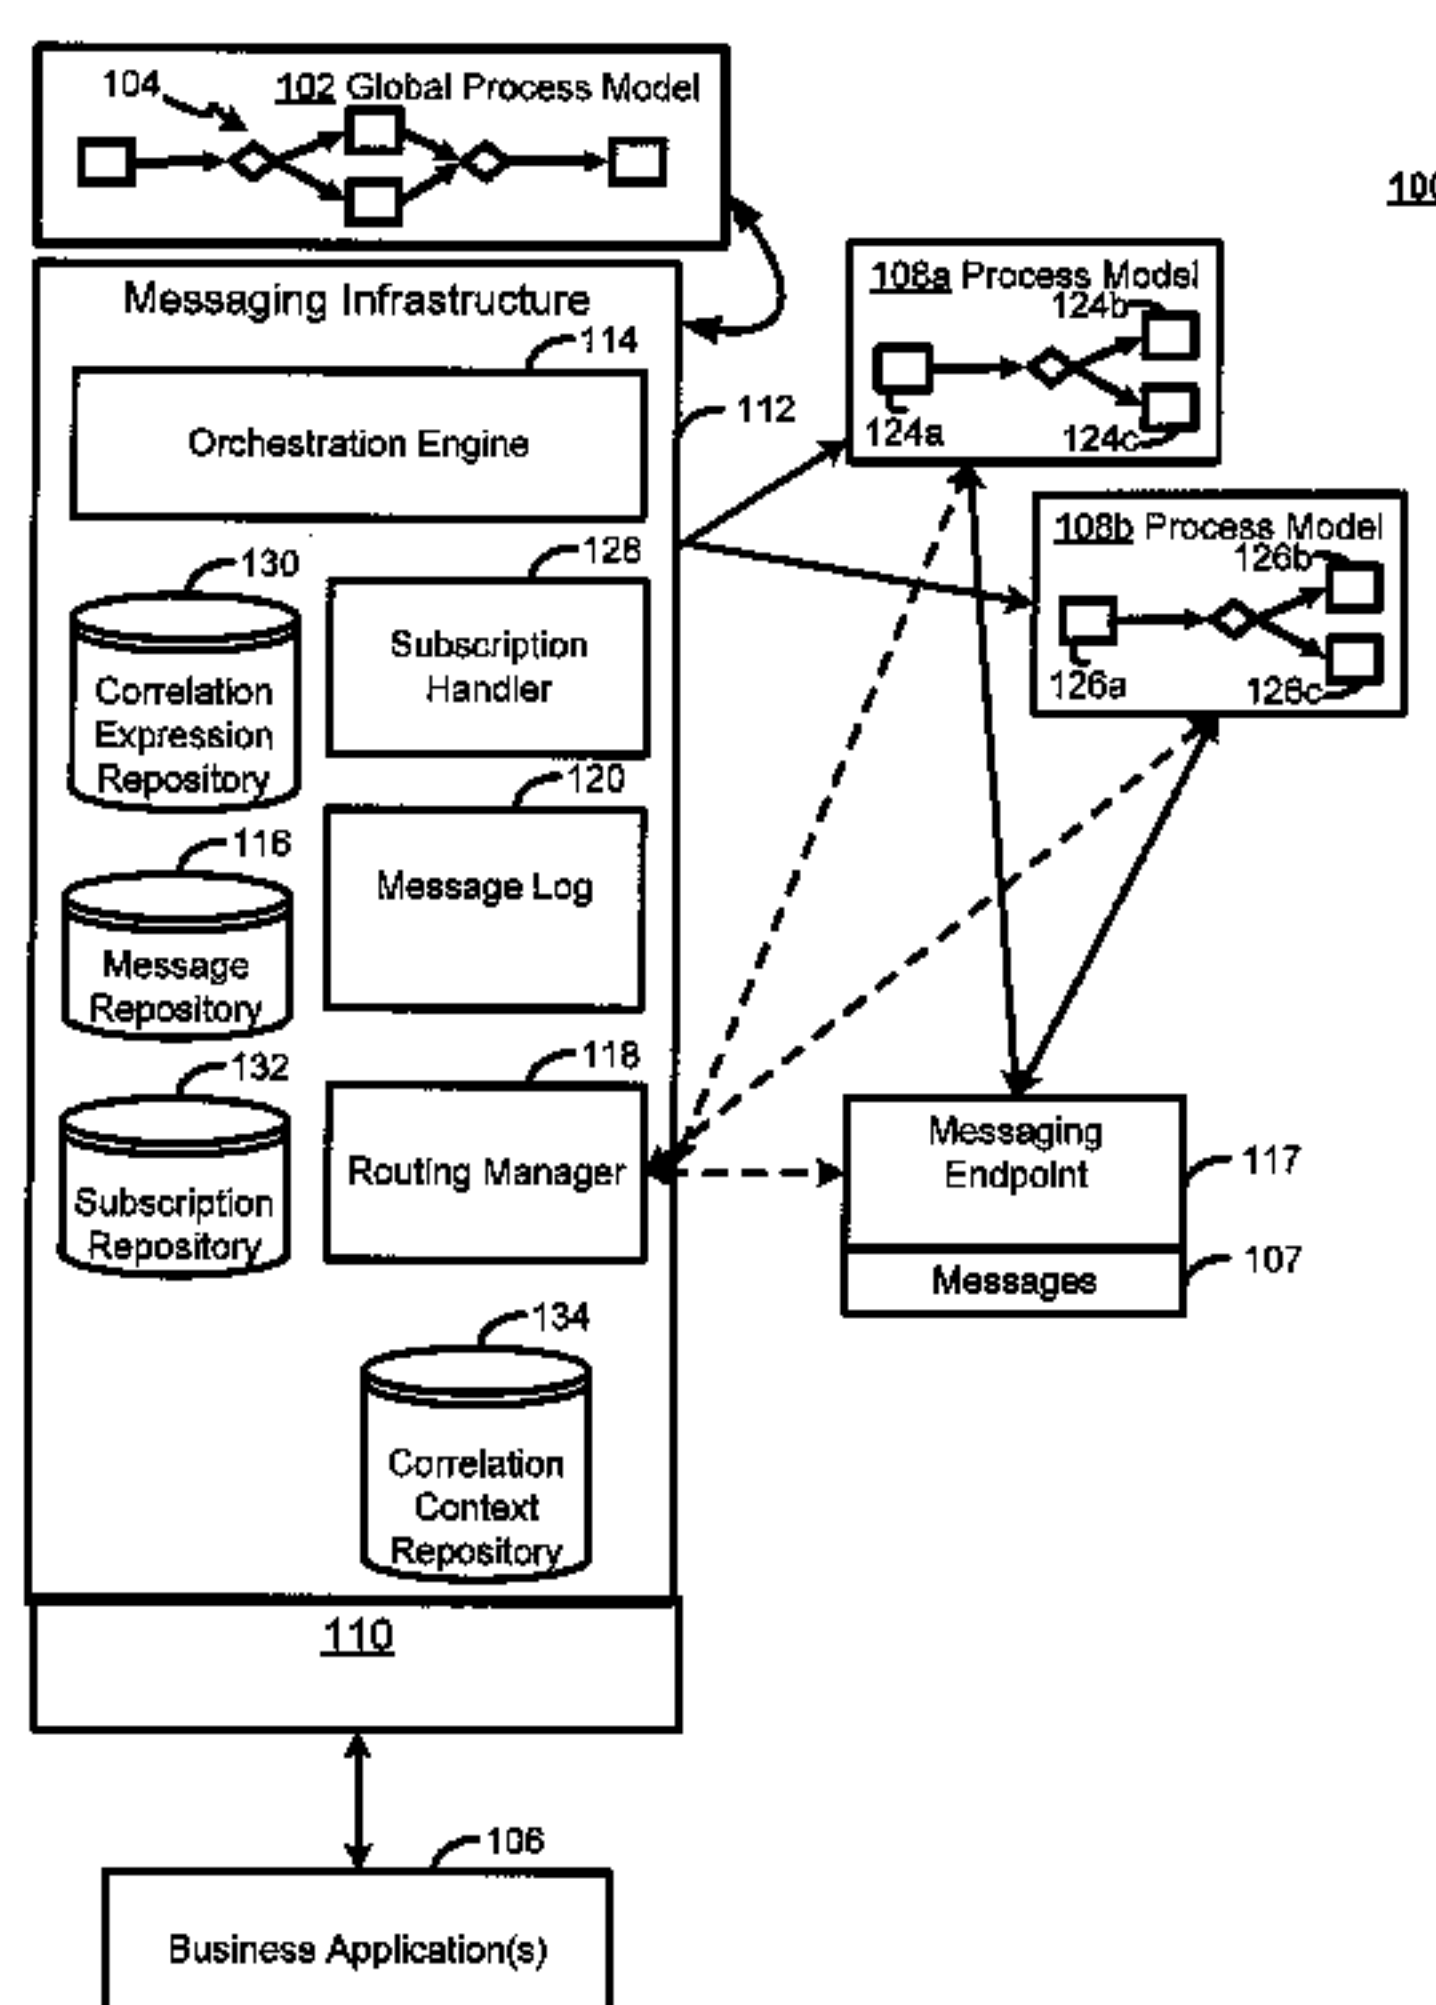 104
102 Global Process Model
100
Messaging Infrastructure
108a Process Model
124b
124a
124c
114
112
Orchestration Engine
108b Process Model
126b
126a
126c
130
128
Correlation
Expression
Repository
Subscription
Handler
120
116
Message Log
Message
Repository
132
118
Subscription
Repository
Routing Manager
Messaging
Endpoint
117
Messages
107
134
Correlation
Context
Repository
110
106
Business Application(s)